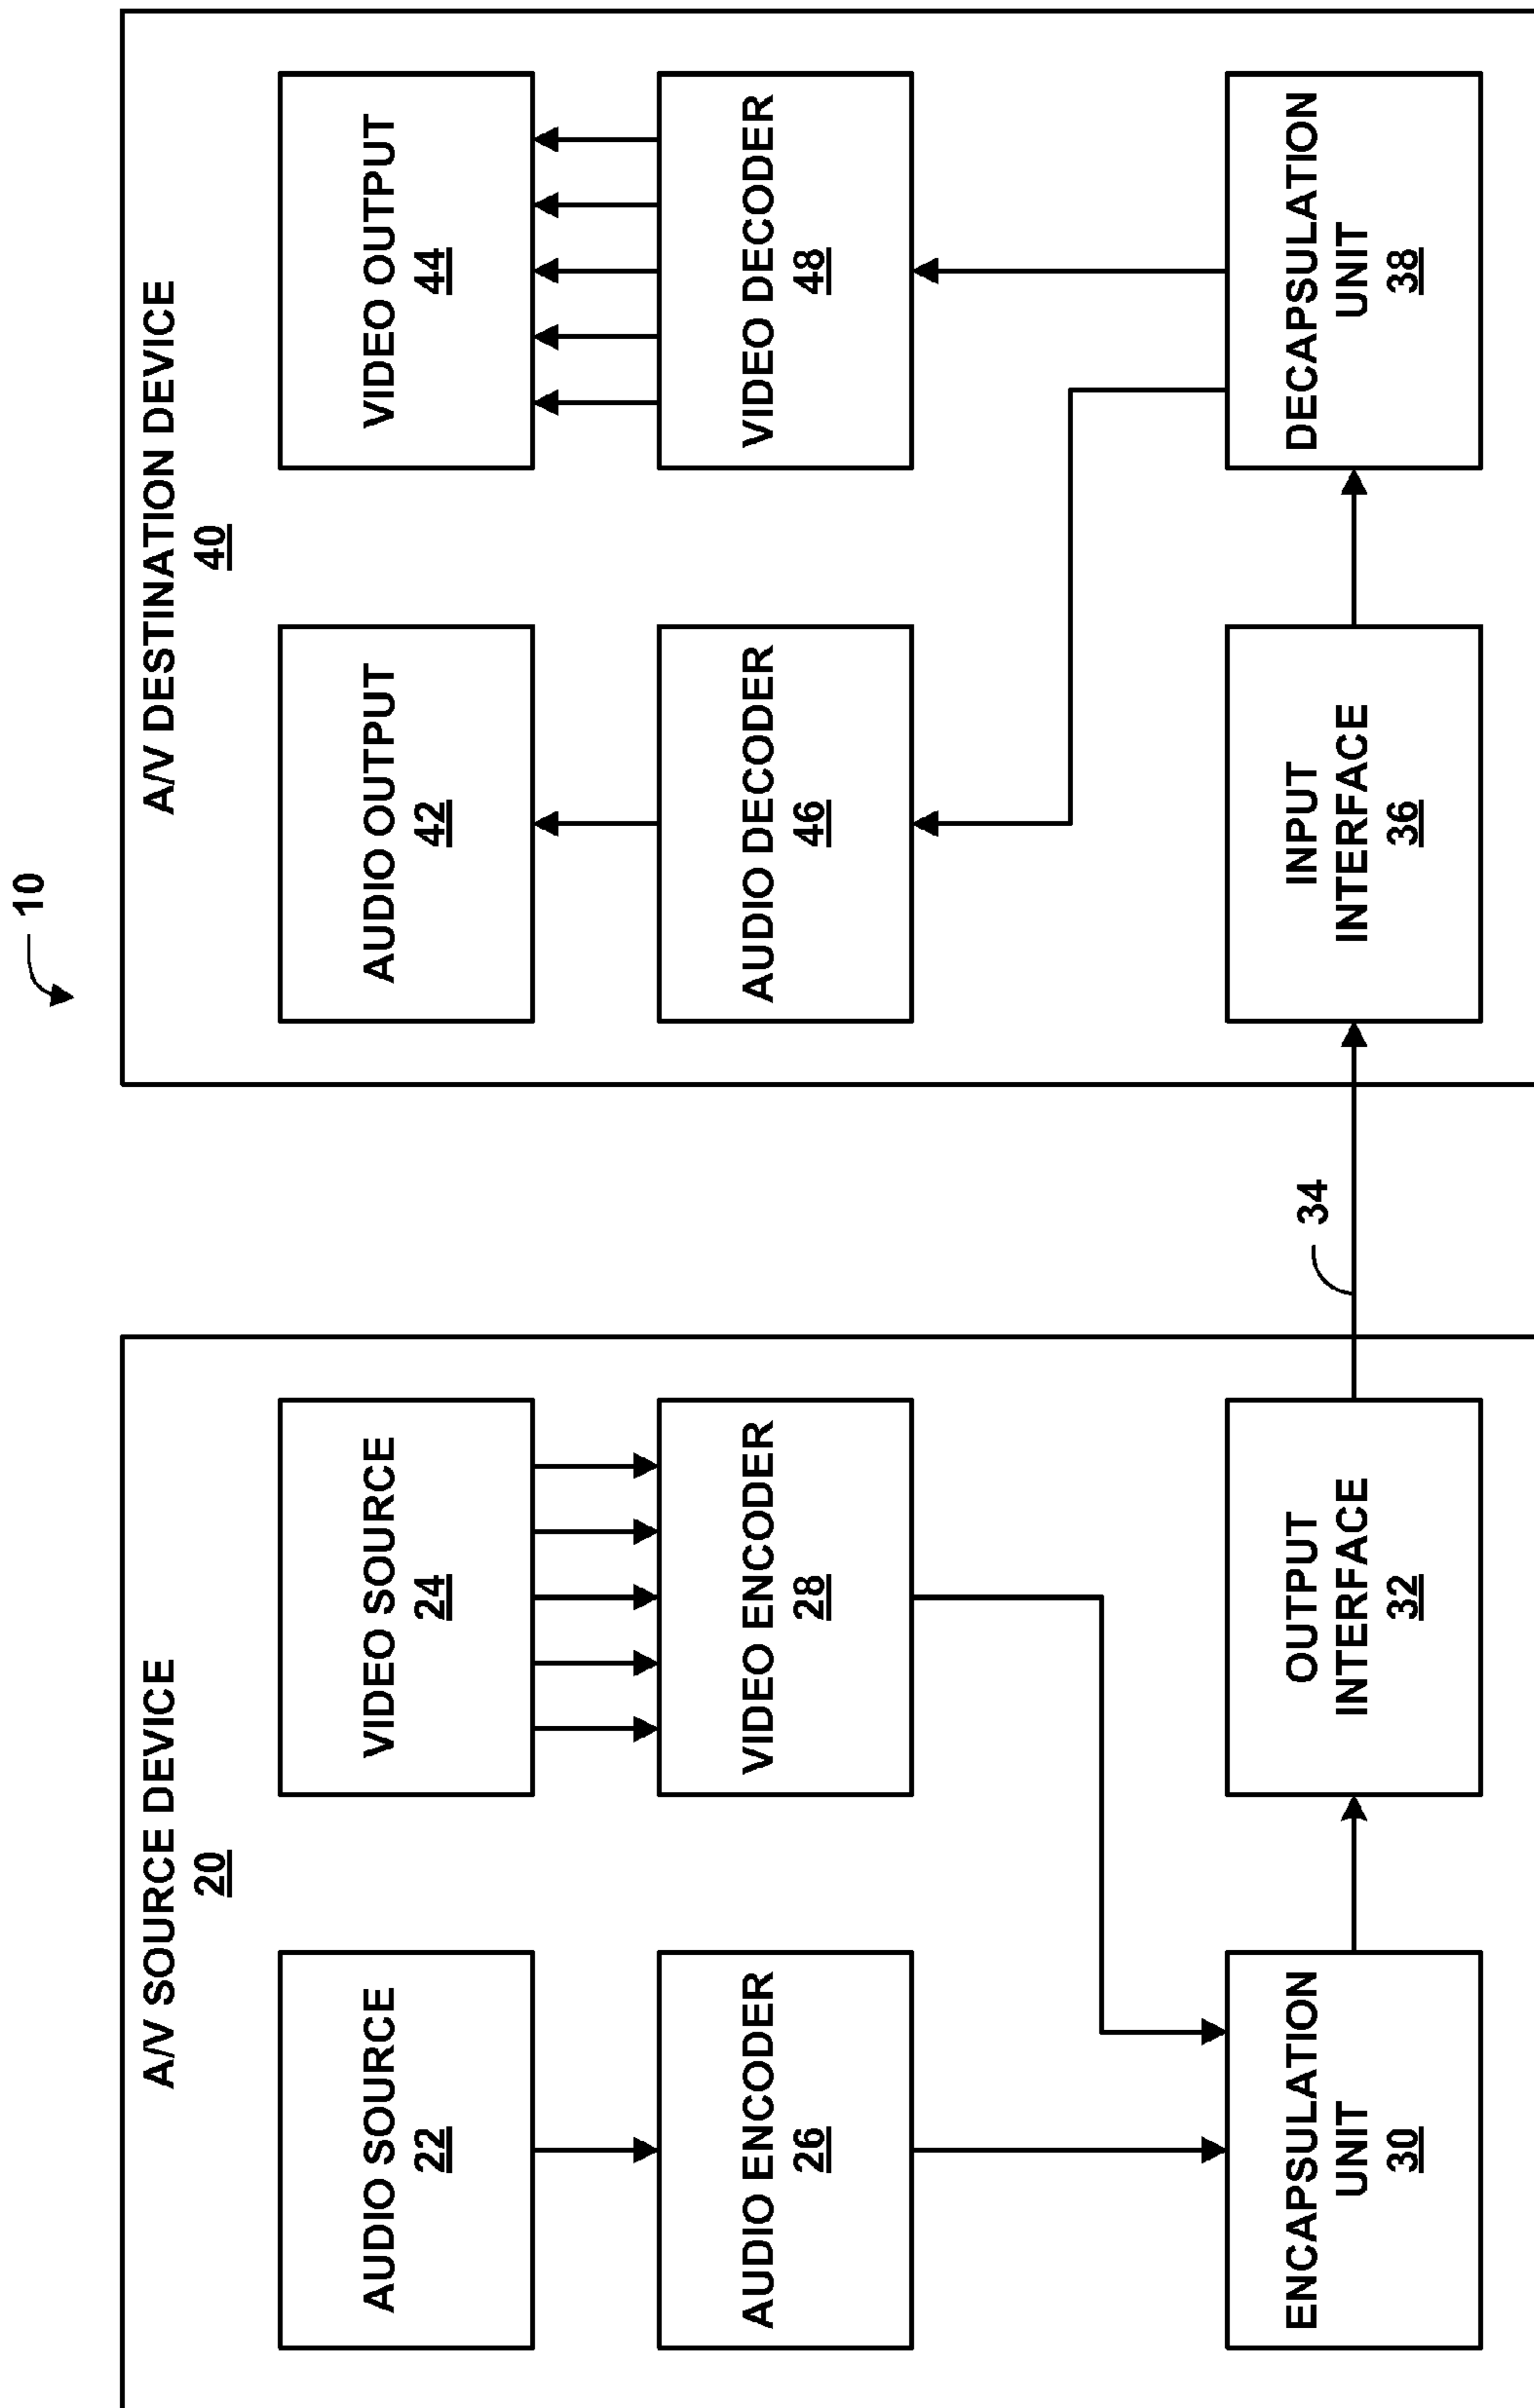 10
A/V SOURCE DEVICE
20
AUDIO SOURCE
22
VIDEO SOURCE
24
AUDIO ENCODER
26
VIDEO ENCODER
28
ENCAPSULATION
UNIT
30
OUTPUT
INTERFACE
32
34
A/V DESTINATION DEVICE
40
AUDIO OUTPUT
42
VIDEO OUTPUT
44
AUDIO DECODER
46
VIDEO DECODER
48
INPUT
INTERFACE
36
DECAPSULATION
UNIT
38